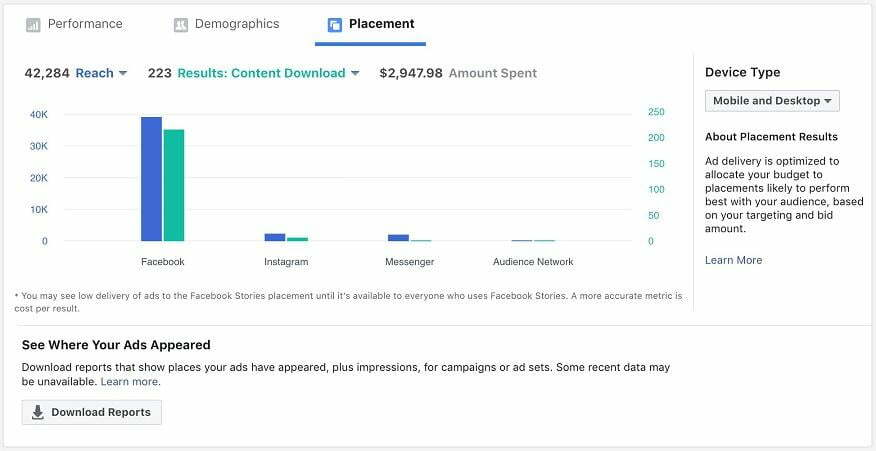 Performance Demographics Placement
42,284 Reach 223 Results: Content Download $2,947.98 Amount Spent
40K
30K
20K
10K
0
250
200
150
100
50
0
Facebook Instagram Messenger Audience Network
* You may see low delivery of ads to the Facebook Stories placement until it's available to everyone who uses Facebook Stories. A more accurate metric is
cost per result.
Device Type
Mobile and Desktop
About Placement Results
Ad delivery is optimized to
allocate your budget to
placements likely to perform
best with your audience, based
on your targeting and bid
amount.
Learn More
See Where Your Ads Appeared
Download reports that show places your ads have appeared, plus impressions, for campaigns or ad sets. Some recent data may
be unavailable. Learn more.
Download Reports